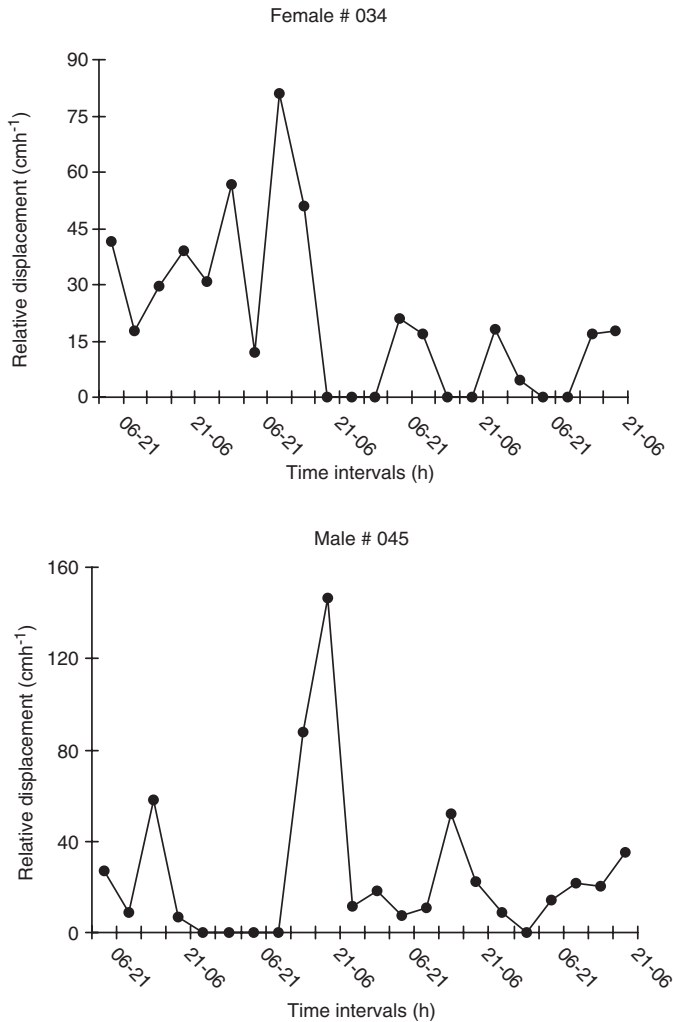 Female # 034
Relative displacement (cmh-1)
90
75
60
45
30
15
0
06-21 21-06 06-21 21-06 06-21 21-06 06-21 21-06
Time intervals (h)
Male # 045
Relative displacement (cmh-1)
160
120
80
40
0
06-21 21-06 06-21 21-06 06-21 21-06 06-21 21-06
Time intervals (h)